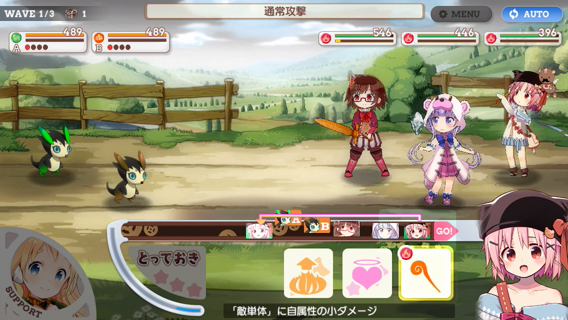 WAVE 1/3 1
通常攻撃
MENU
AUTO
489
A
489
B
546
446
396
A
B
GO!
とっておき
SUPPORT
「敵単体」に自属性の小ダメージ